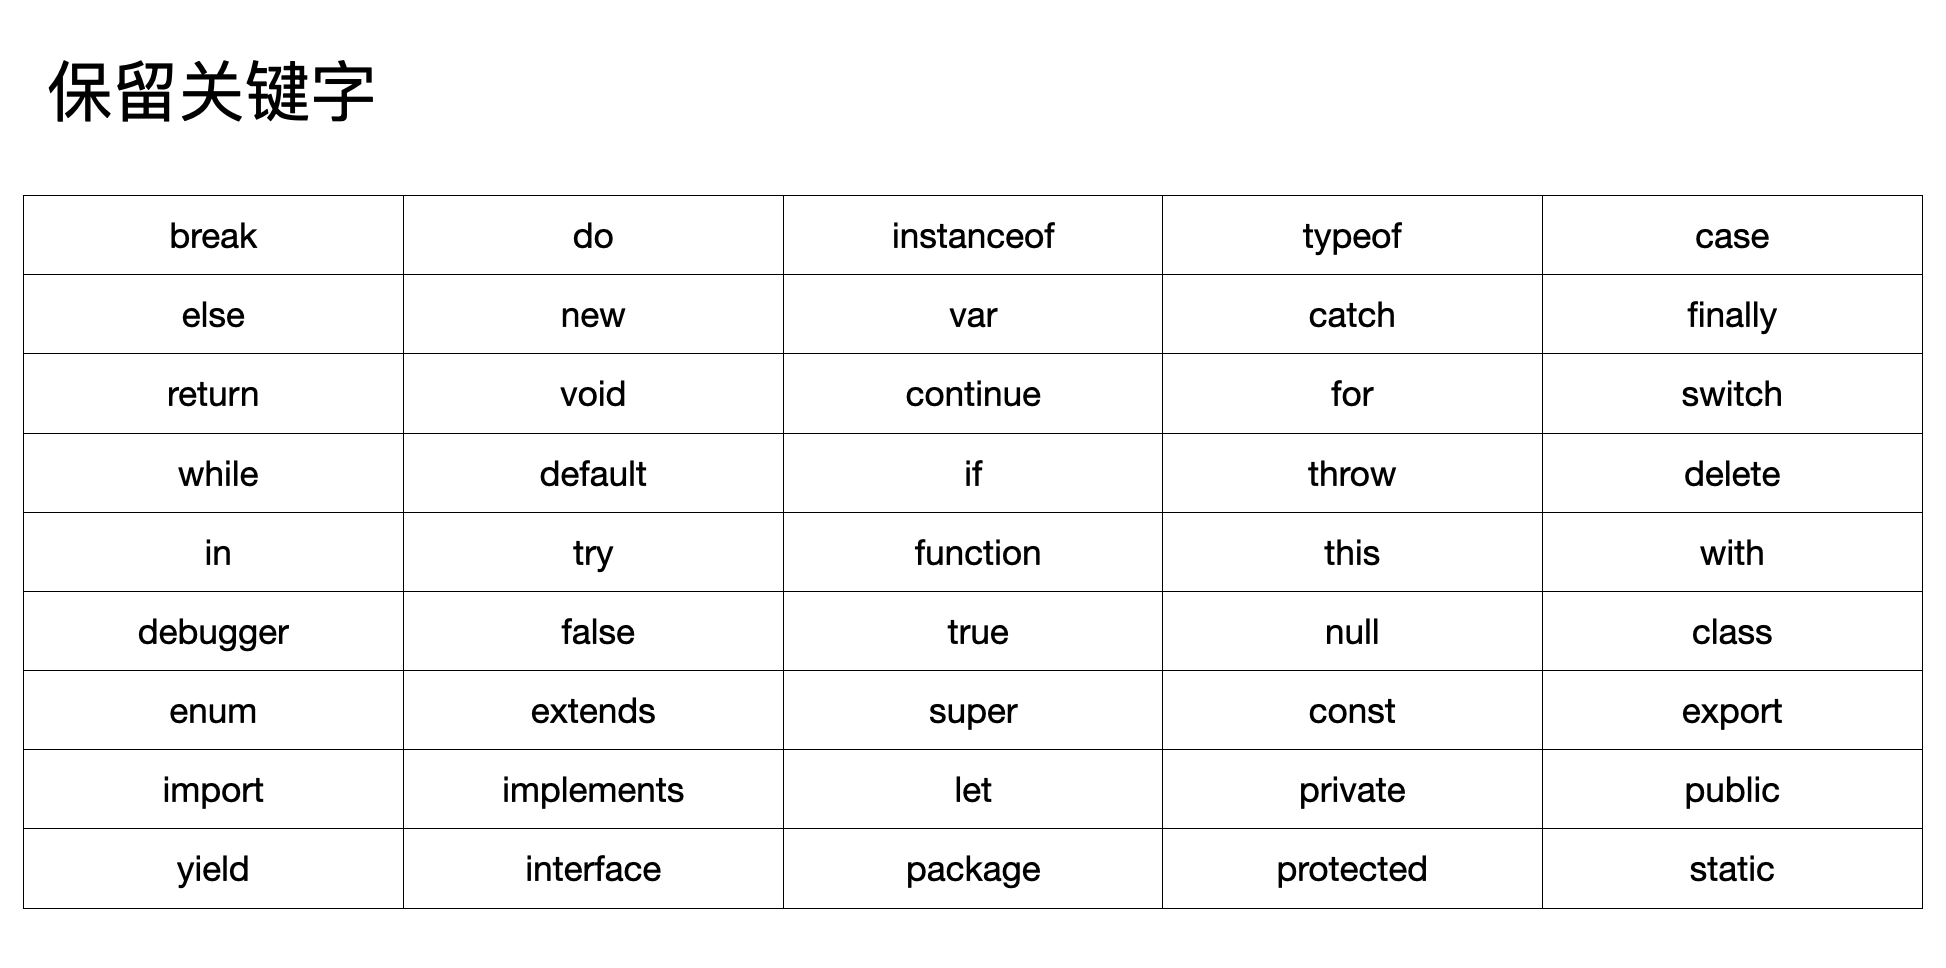 保留关键字
break do instanceof typeof case
else new var catch finally
return void continue for switch
while default if throw delete
in try function this with
debugger false true null class
enum extends super const export
import implements let private public
yield interface package protected static